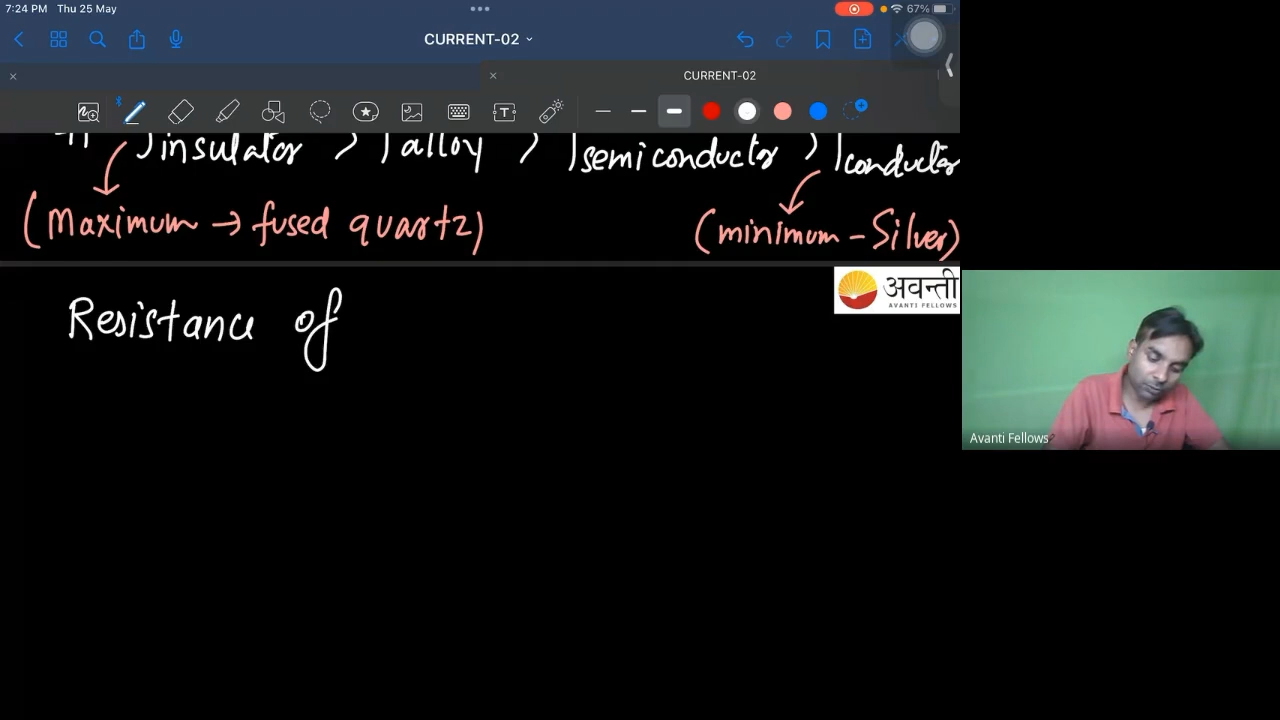 7:24 PM Thu 25 May
67%
CURRENT-02
CURRENT-02
insulator > alloy > semiconductor > conductor
(Maximum → fused quartz)
(minimum - Silver)
Resistance of
अवन्ती
AVANTI FELLOWS
Avanti Fellows